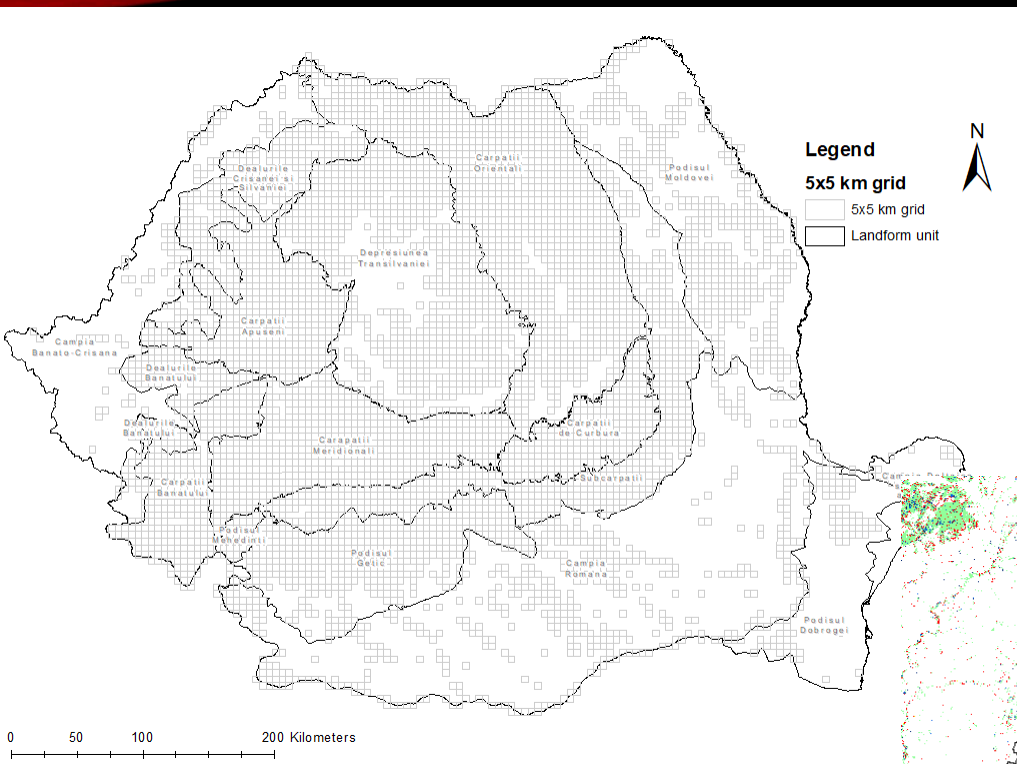 N
Legend
5x5 km grid
5x5 km grid
Landform unit
Carpatii
Orientali
Podisul
Moldovei
Dealurile
Crisanei si
Silvaniei
Depresiunea
Transilvaniei
Carpatii
Apuseni
Campia
Banato-Crisana
Dealurile
Banatului
Dealurile
Banatului
Carapatii
Meridionali
Carpatii
de Curbura
Subcarpatii
Carpatii
Banatului
Podisul
Mehedinti
Podisul
Getic
Campia
Romana
Podisul
Dobrogei
0 50 100 200 Kilometers